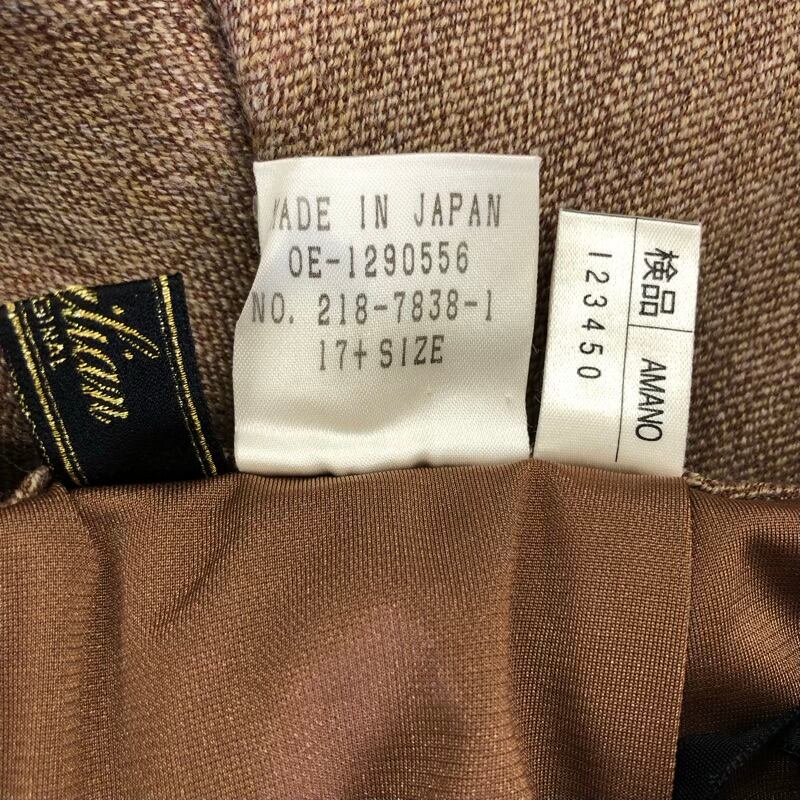 MADE IN JAPAN
OE-1290556
NO. 218-7838-1
17+ SIZE
検品 AMANO
123450